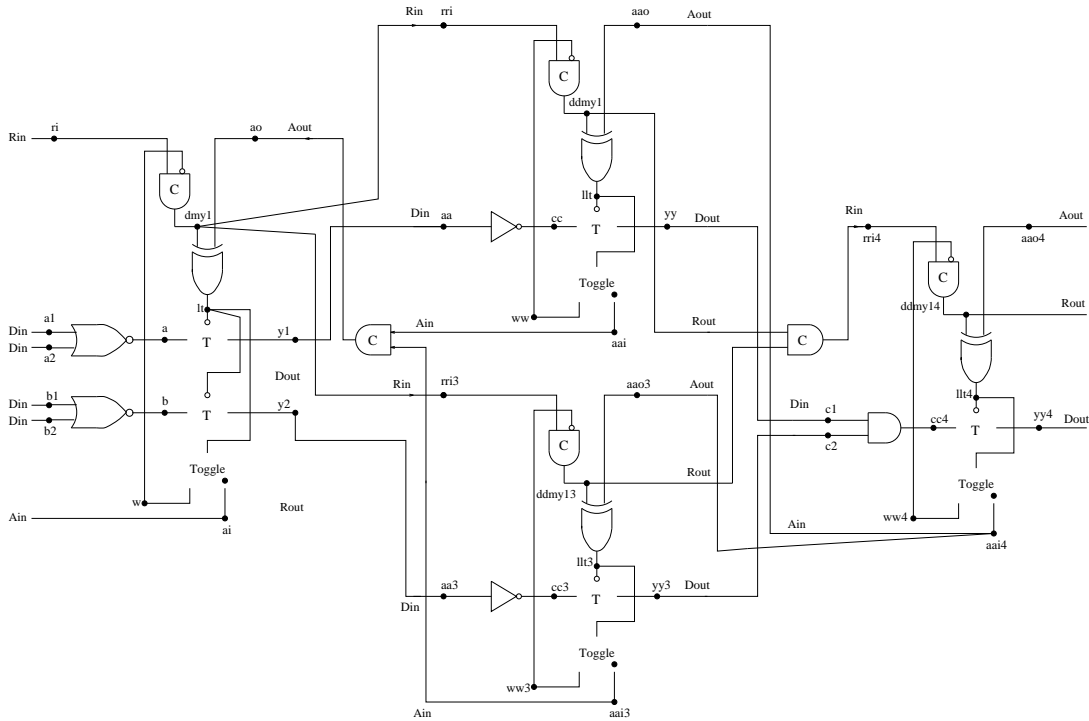 Rin rri aao Aout
C
ddmy1
Rin ri ao Aout
C
dmy1
llt
Din aa cc T yy Dout
Rin rri4 aao4 Aout
C
ddmy14 Rout
lt
Toggle
ww
Din a1 a T y1
Din a2
C Ain aai
Rout C
Dout
Rin rri3 aao3 Aout
llt4
Din b1 b T y2
Din b2
Din c1 cc4 T yy4 Dout
c2
C
Toggle
w
Rout
ddmy13 Rout
Toggle
ww4
Ain ai
Ain aai4
llt3
Din aa3 cc3 T yy3 Dout
Toggle
ww3
Ain aai3